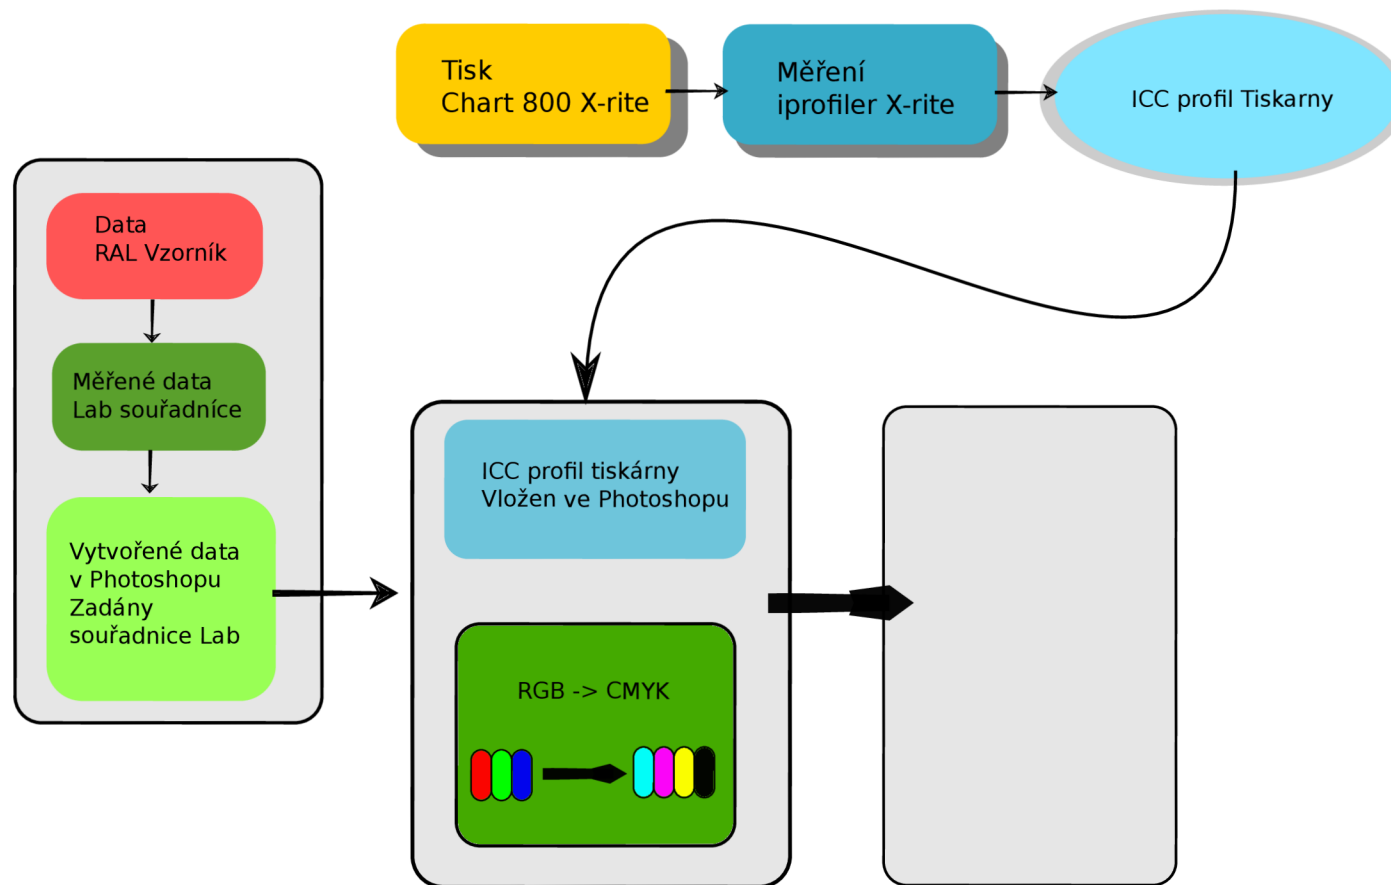 Tisk
Chart 800 X-rite
Měření
iprofiler X-rite
ICC profil Tiskarny
Data
RAL Vzorník
Měřené data
Lab souřadníce
Vytvořené data
v Photoshopu
Zadány
souřadnice Lab
ICC profil tiskárny
Vložen ve Photoshopu
RGB -> CMYK